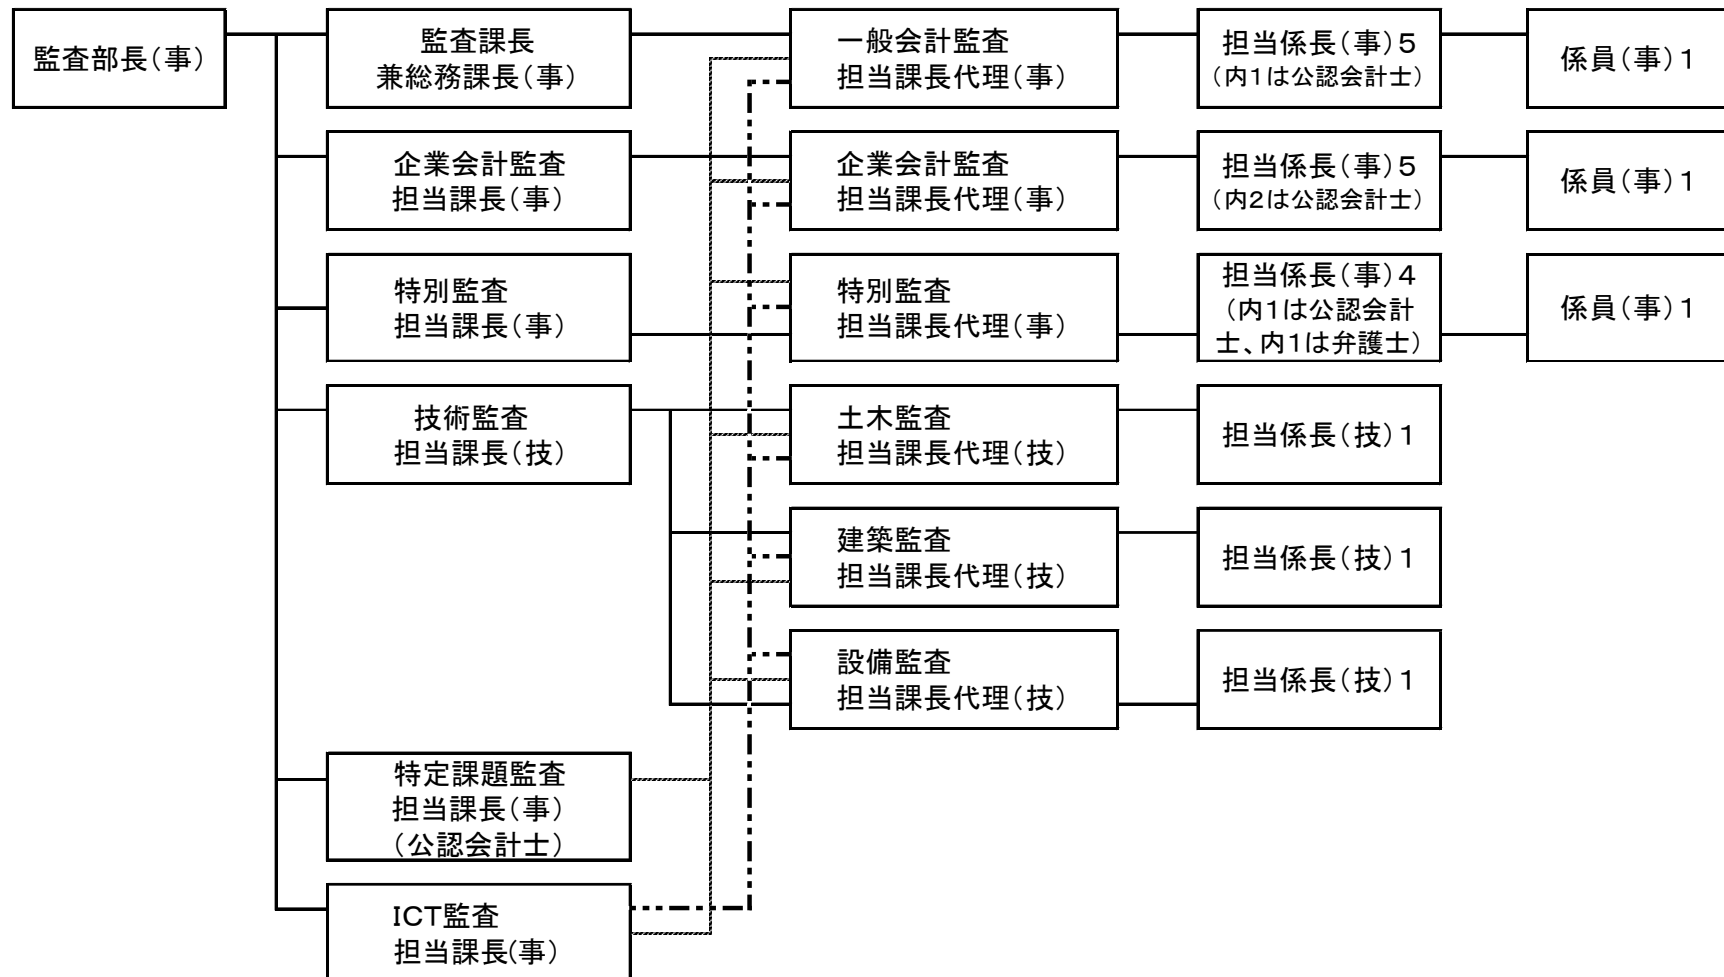 監査部長（事）
監査課長
兼総務課長（事）
一般会計監査
担当課長代理（事）
担当係長（事）５
（内１は公認会計士）
係員（事）１
企業会計監査
担当課長（事）
企業会計監査
担当課長代理（事）
担当係長（事）５
（内２は公認会計士）
係員（事）１
特別監査
担当課長（事）
特別監査
担当課長代理（事）
担当係長（事）４
（内１は公認会計
士、内１は弁護士）
係員（事）１
技術監査
担当課長（技）
土木監査
担当課長代理（技）
担当係長（技）１
建築監査
担当課長代理（技）
担当係長（技）１
設備監査
担当課長代理（技）
担当係長（技）１
特定課題監査
担当課長（事）
（公認会計士）
ICT監査
担当課長(事）